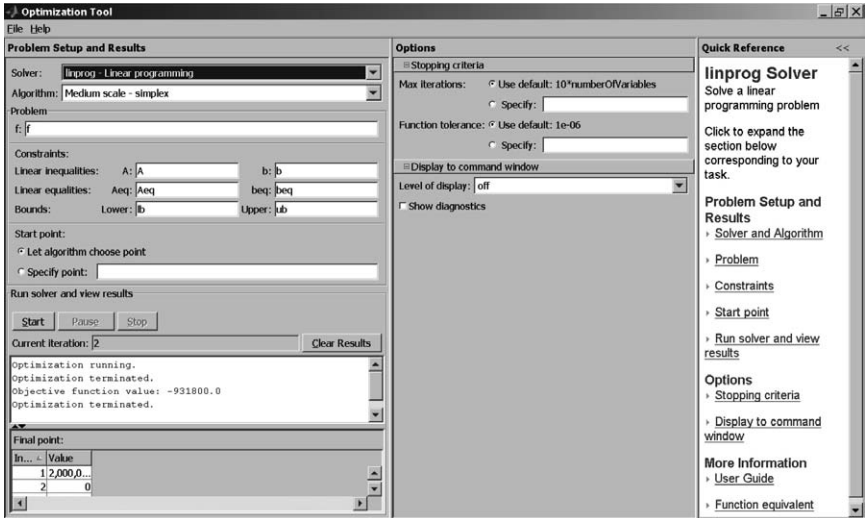 Optimization Tool
File Help
Problem Setup and Results
Solver: linprog - Linear programming
Algorithm: Medium scale - simplex
Problem
f: f
Constraints:
Linear inequalities: A: A b: b
Linear equalities: Aeq: Aeq beq: beq
Bounds: Lower: lb Upper: ub
Start point:
Let algorithm choose point
Specify point:
Run solver and view results
Start Pause Stop
Current iteration: 2 Clear Results
Optimization running.
Optimization terminated.
Objective function value: -931800.0
Optimization terminated.
Final point:
In... Value
1 2,000,0...
2 0
Options
Stopping criteria
Max iterations: Use default: 10*numberOfVariables
Specify:
Function tolerance: Use default: 1e-06
Specify:
Display to command window
Level of display: off
Show diagnostics
Quick Reference <<
linprog Solver
Solve a linear
programming problem
Click to expand the
section below
corresponding to your
task.
Problem Setup and
Results
Solver and Algorithm
Problem
Constraints
Start point
Run solver and view
results
Options
Stopping criteria
Display to command
window
More Information
User Guide
Function equivalent